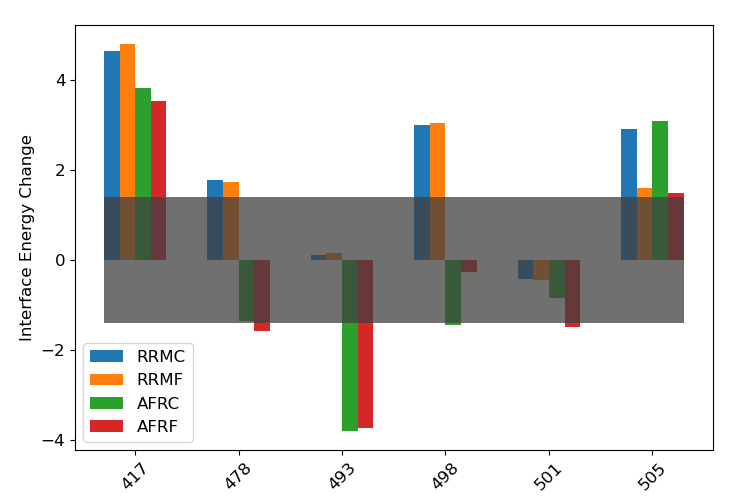 Interface Energy Change
4
2
0
−2
−4
RRMC
RRMF
AFRC
AFRF
417
478
493
498
501
505